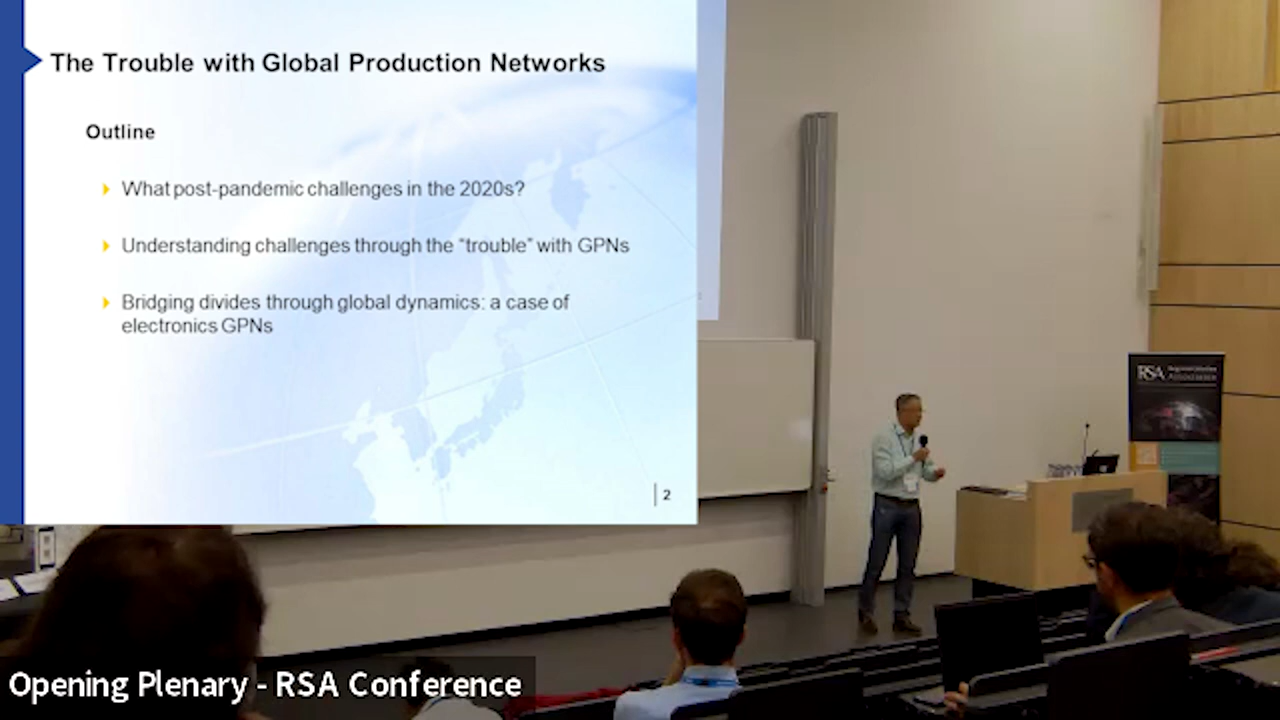 The Trouble with Global Production Networks
Outline
What post-pandemic challenges in the 2020s?
Understanding challenges through the “trouble” with GPNs
Bridging divides through global dynamics: a case of
electronics GPNs
2
RSA
Opening Plenary - RSA Conference